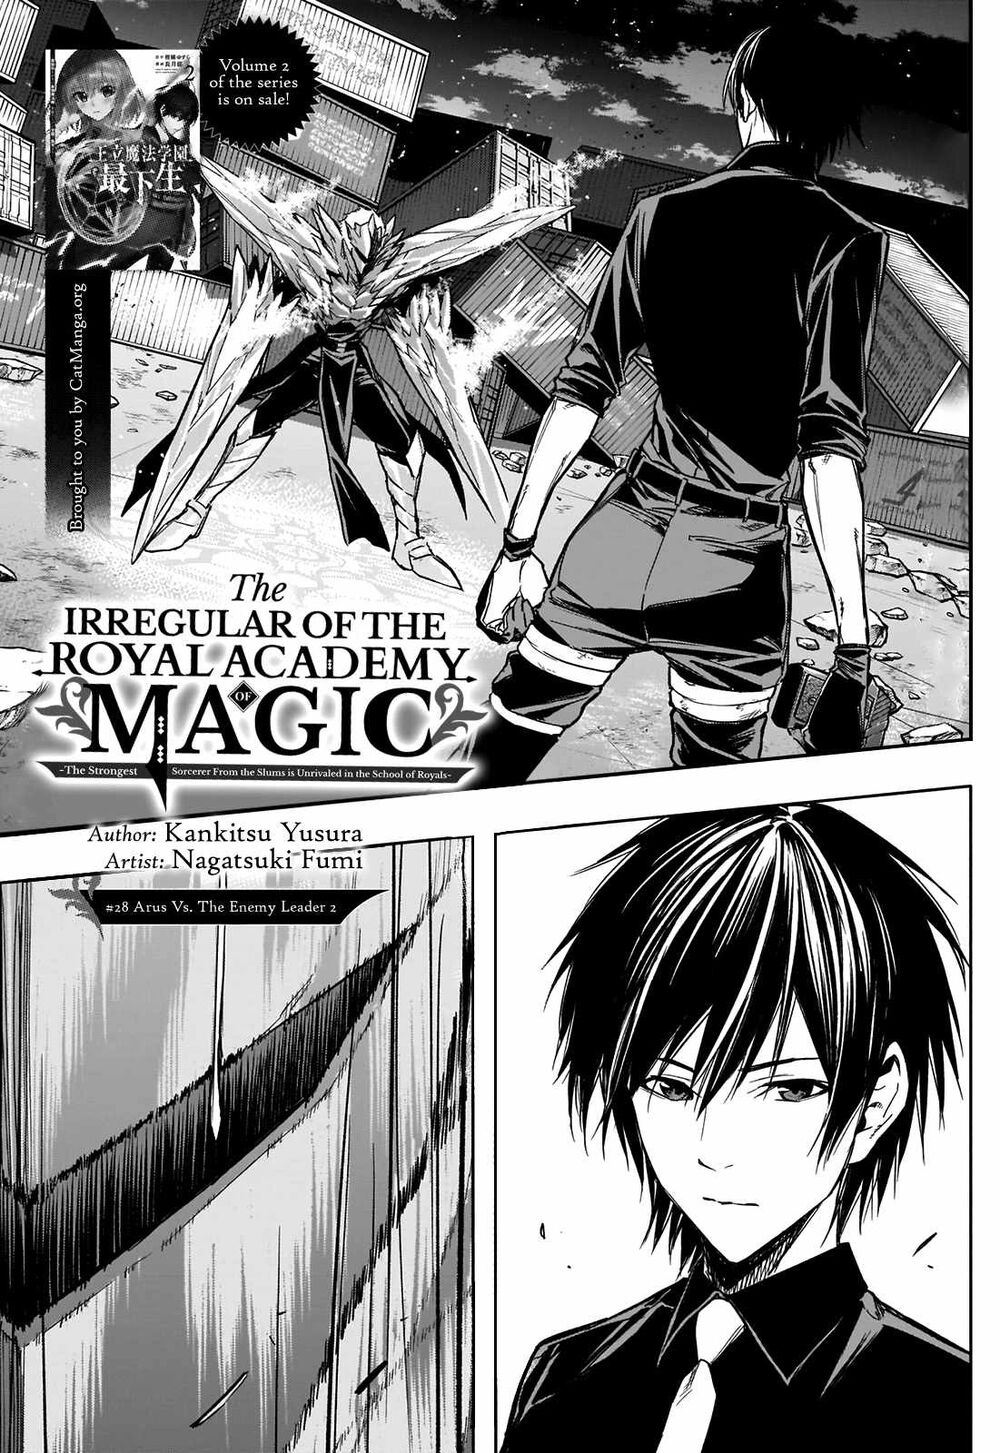 Volume 2
of the series
is on sale!
2
王立魔法学園
最下生
Brought to you by CatManga.org
The
IRREGULAR OF THE
ROYAL ACADEMY
OF
MAGIC
-The Strongest Sorcerer From the Slums is Unrivaled in the School of Royals-
Author: Kankitsu Yusura
Artist: Nagatsuki Fumi
#28 Arus Vs. The Enemy Leader 2